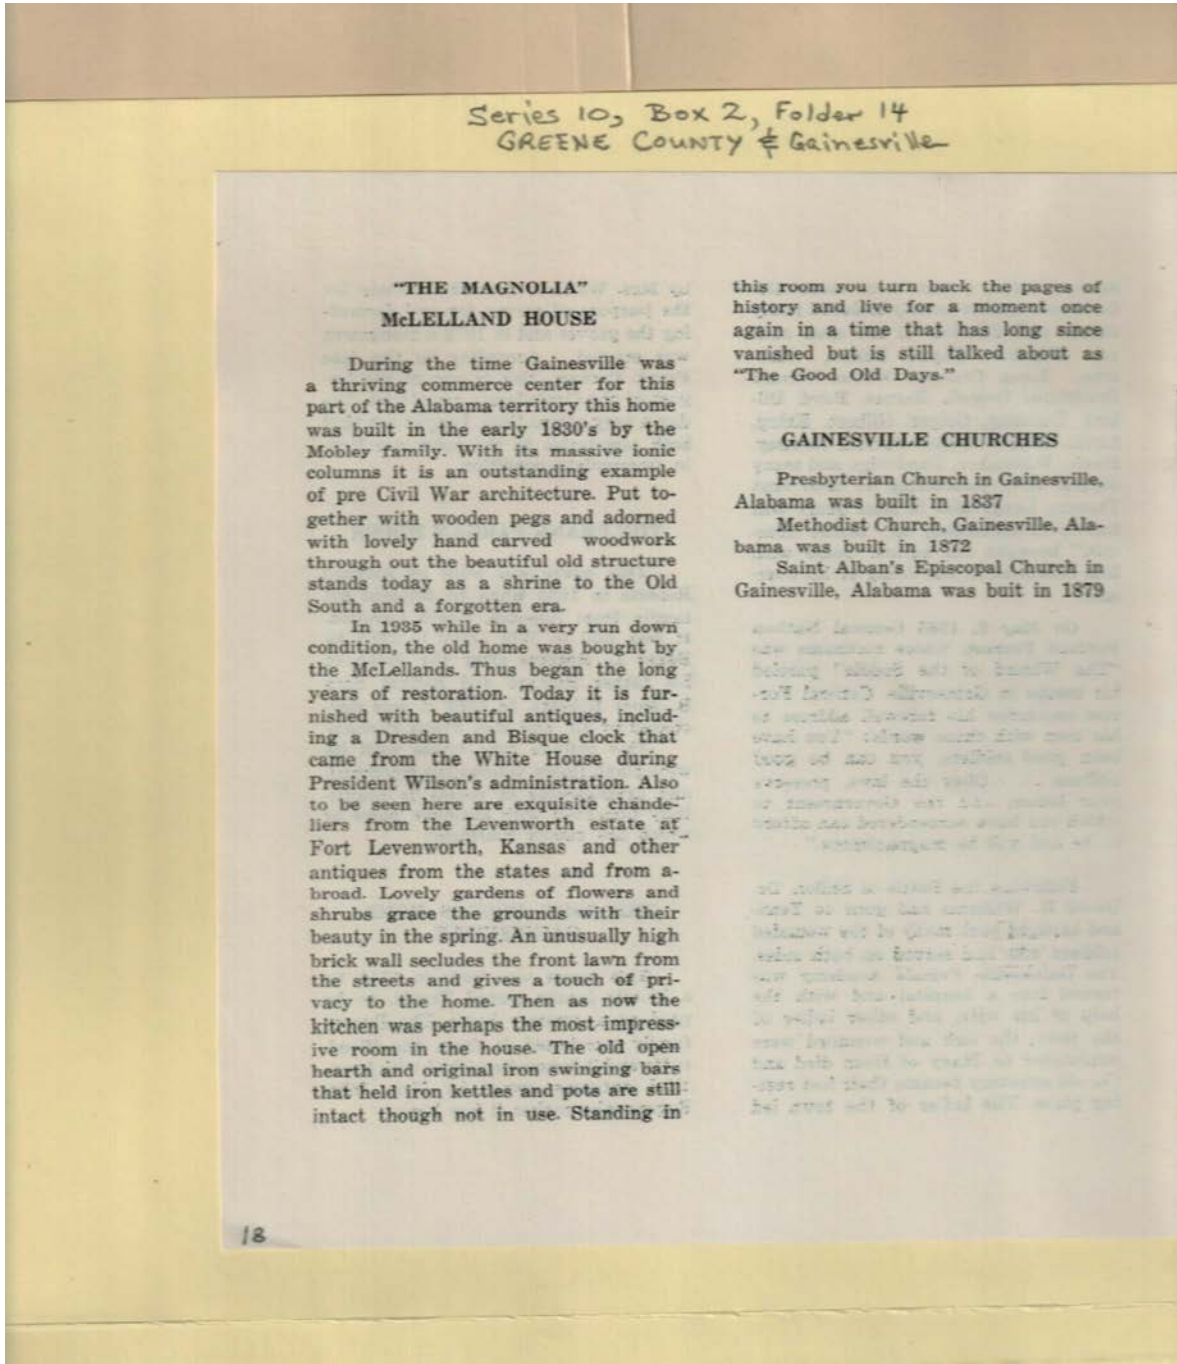 Series 10, Box 2, Folder 14
GREENE COUNTY & Gainesville
"THE MAGNOLIA"
McLELLAND HOUSE
During the time Gainesville was
a thriving commerce center for this
part of the Alabama territory this home
was built in the early 1830's by the
Mobley family. With its massive ionic
columns it is an outstanding example
of pre Civil War architecture. Put to-
gether with wooden pegs and adorned
with lovely hand carved woodwork
through out the beautiful old structure
stands today as a shrine to the Old
South and a forgotten era.
In 1935 while in a very run down
condition, the old home was bought by
the McLellands. Thus began the long
years of restoration. Today it is fur-
nished with beautiful antiques, includ-
ing a Dresden and Bisque clock that
came from the White House during
President Wilson's administration. Also
to be seen here are exquisite chande-
liers from the Levenworth estate at
Fort Levenworth, Kansas and other
antiques from the states and from a-
broad. Lovely gardens of flowers and
shrubs grace the grounds with their
beauty in the spring. An unusually high
brick wall secludes the front lawn from
the streets and gives a touch of pri-
vacy to the home. Then as now the
kitchen was perhaps the most impress-
ive room in the house. The old open
hearth and original iron swinging bars
that held iron kettles and pots are still
intact though not in use. Standing in
this room you turn back the pages of
history and live for a moment once
again in a time that has long since
vanished but is still talked about as
"The Good Old Days."
GAINESVILLE CHURCHES
Presbyterian Church in Gainesville,
Alabama was built in 1837
Methodist Church, Gainesville, Ala-
bama was built in 1872
Saint Alban's Episcopal Church in
Gainesville, Alabama was buit in 1879
18